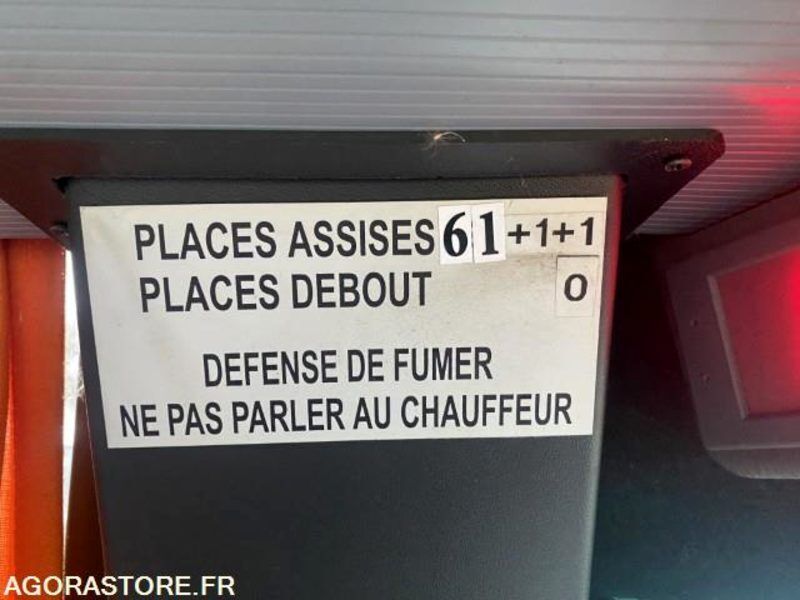 PLACES ASSISES 61+1+1
PLACES DEBOUT 0
DEFENSE DE FUMER
NE PAS PARLER AU CHAUFFEUR
AGORASTORE.FR